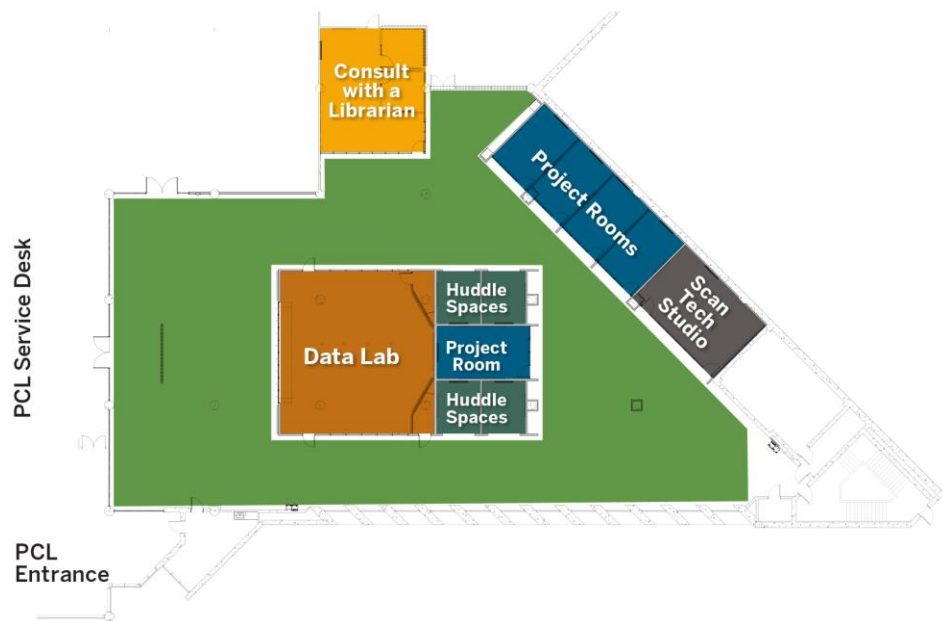 Consult
with a
Librarian
Project Rooms
Scan
Tech
Studio
Huddle
Spaces
Data Lab
Project
Room
Huddle
Spaces
PCL Service Desk
PCL
Entrance